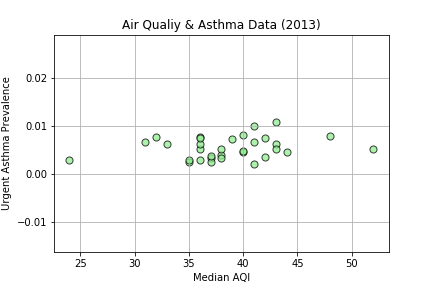 Air Qualiy & Asthma Data (2013)
Urgent Asthma Prevalence
0.02
0.01
0.00
−0.01
25 30 35 40 45 50
Median AQI